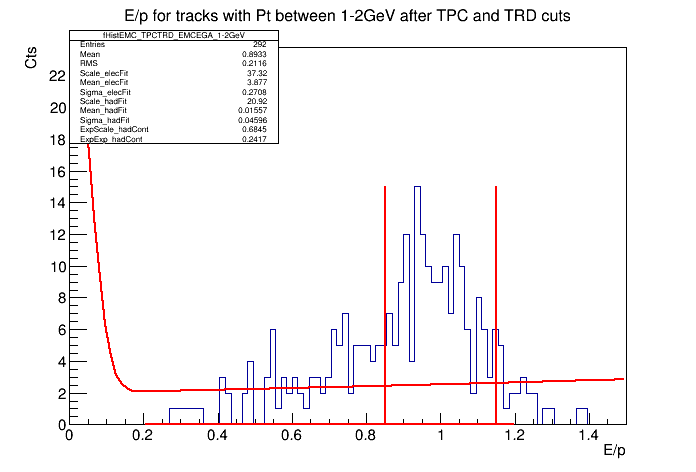 E/p for tracks with Pt between 1-2GeV after TPC and TRD cuts
fHistEMC_TPCTRD_EMCEGA_1-2GeV
Entries 292
Mean 0.8933
RMS 0.2116
Scale_elecFit 37.32
Mean_elecFit 3.877
Sigma_elecFit 0.2708
Scale_hadFit 20.92
Mean_hadFit 0.01557
Sigma_hadFit 0.04596
ExpScale_hadCont 0.6845
ExpExp_hadCont 0.2417
Cts
22
20
18
16
14
12
10
8
6
4
2
0
0 0.2 0.4 0.6 0.8 1 1.2 1.4
E/p